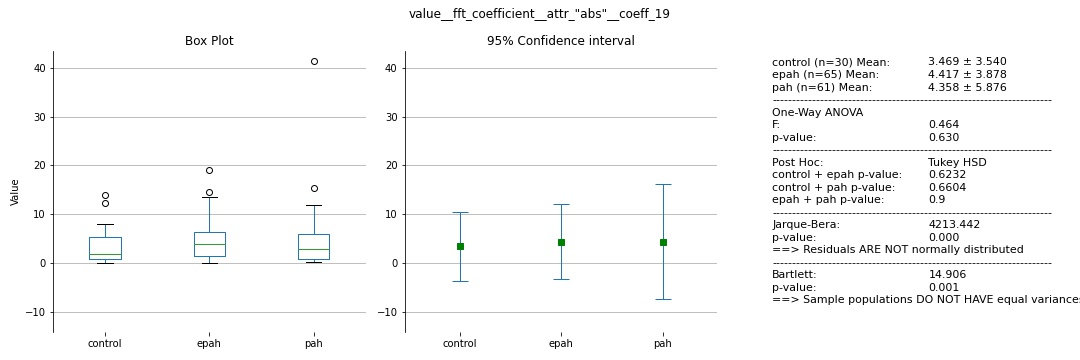 value__fft_coefficient__attr_"abs"__coeff_19
Box Plot
Value
40
30
20
10
0
−10
control epah pah
95% Confidence interval
40
30
20
10
0
−10
control epah pah
control (n=30) Mean: 3.469 ± 3.540
epah (n=65) Mean: 4.417 ± 3.878
pah (n=61) Mean: 4.358 ± 5.876
One-Way ANOVA
F: 0.464
p-value: 0.630
Post Hoc: Tukey HSD
control + epah p-value: 0.6232
control + pah p-value: 0.6604
epah + pah p-value: 0.9
Jarque-Bera: 4213.442
p-value: 0.000
==> Residuals ARE NOT normally distributed
Bartlett: 14.906
p-value: 0.001
==> Sample populations DO NOT HAVE equal variances